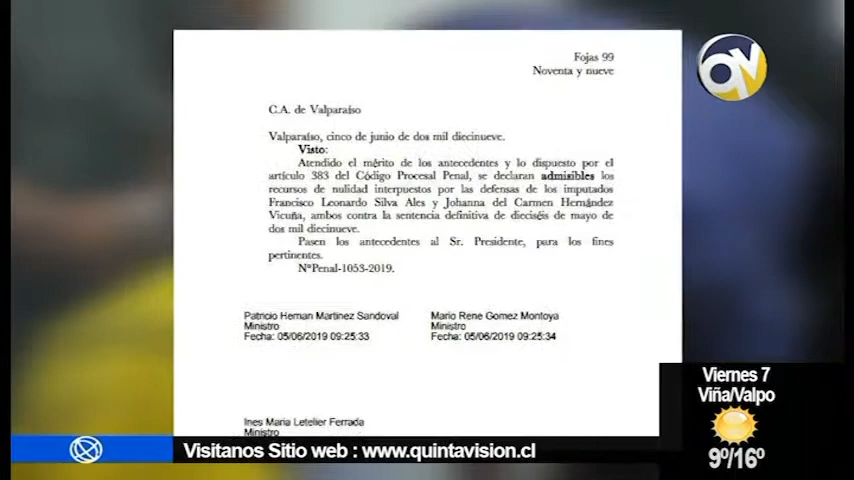 Fojas 99
Noventa y nueve
QV
C.A. de Valparaíso
Valparaíso, cinco de junio de dos mil diecinueve.
Visto:
Atendido el mérito de los antecedentes y lo dispuesto por el
artículo 383 del Código Procesal Penal, se declaran admisibles los
recursos de nulidad interpuestos por las defensas de los imputados
Francisco Leonardo Silva Ales y Johanna del Carmen Hernández
Vicuña, ambos contra la sentencia definitiva de dieciséis de mayo de
dos mil diecinueve.
Pasen los antecedentes al Sr. Presidente, para los fines
pertinentes.
N°Penal-1053-2019.
Patricio Hernan Martinez Sandoval
Ministro
Fecha: 05/06/2019 09:25:33
Mario Rene Gomez Montoya
Ministro
Fecha: 05/06/2019 09:25:34
Ines Maria Letelier Ferrada
Ministro
Viernes 7
Viña/Valpo
9º/16º
Visitanos Sitio web : www.quintavision.cl